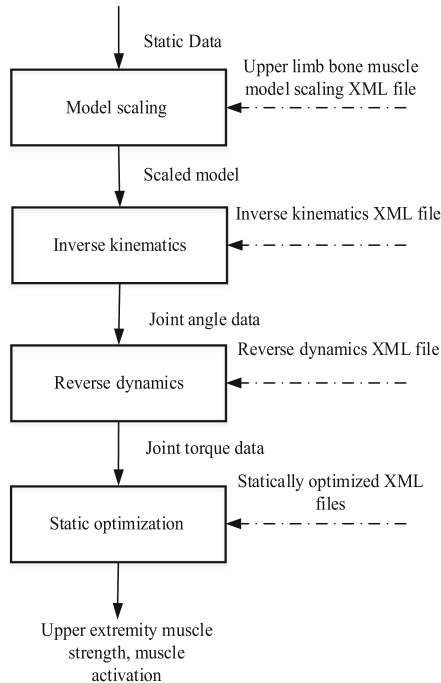 Static Data
Upper limb bone muscle
model scaling XML file
Model scaling
Scaled model
Inverse kinematics XML file
Inverse kinematics
Joint angle data
Reverse dynamics XML file
Reverse dynamics
Joint torque data
Statically optimized XML
files
Static optimization
Upper extremity muscle
strength, muscle
activation